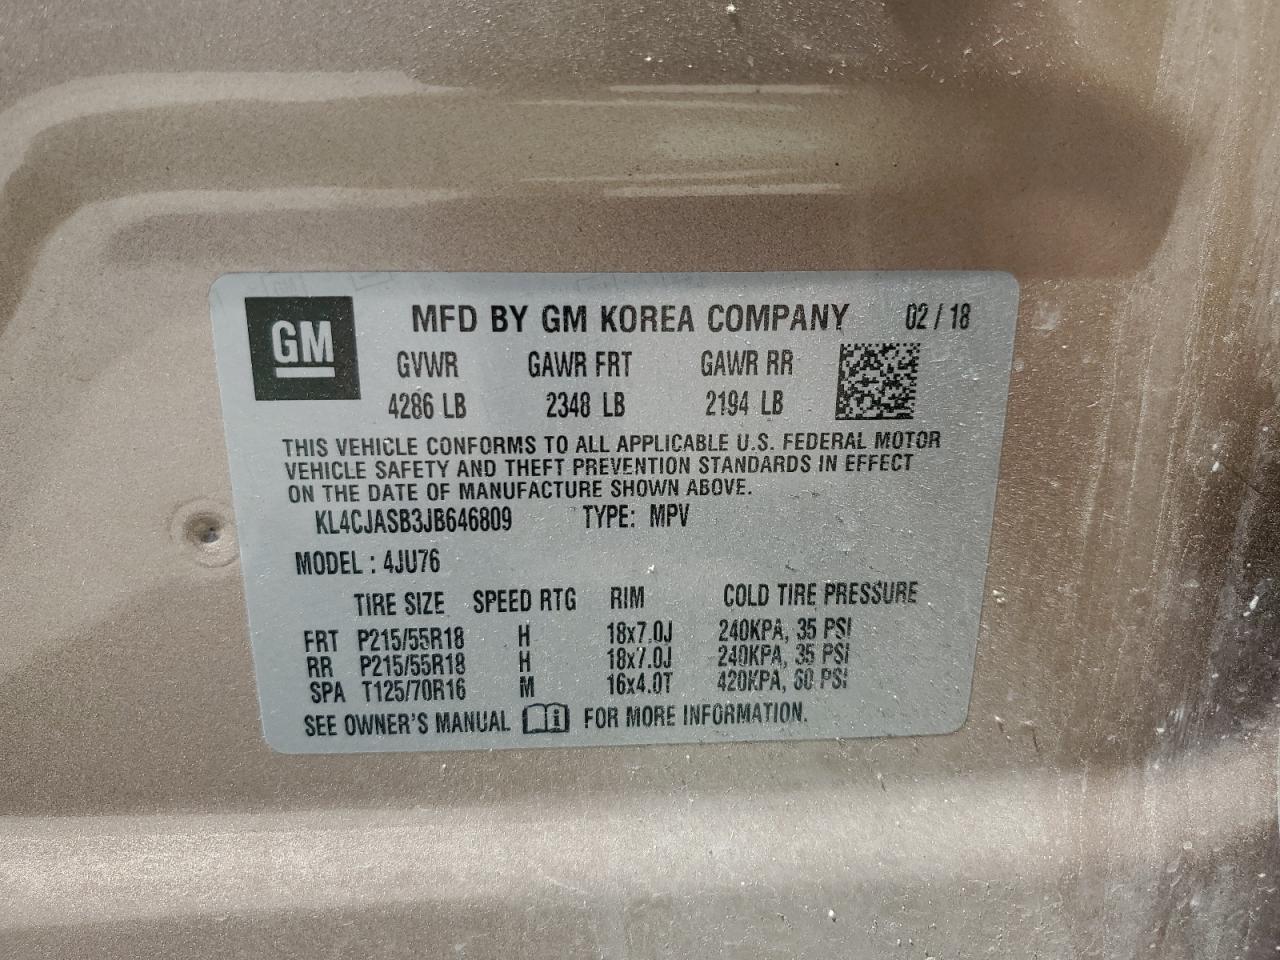 GM
MFD BY GM KOREA COMPANY 02 / 18
GVWR GAWR FRT GAWR RR
4286 LB 2348 LB 2194 LB
THIS VEHICLE CONFORMS TO ALL APPLICABLE U.S. FEDERAL MOTOR
VEHICLE SAFETY AND THEFT PREVENTION STANDARDS IN EFFECT
ON THE DATE OF MANUFACTURE SHOWN ABOVE.
KL4CJASB3JB646809 TYPE: MPV
MODEL : 4JU76
TIRE SIZE SPEED RTG RIM COLD TIRE PRESSURE
FRT P215/55R18 H 18x7.0J 240KPA, 35 PSI
RR P215/55R18 H 18x7.0J 240KPA, 35 PSI
SPA T125/70R16 M 16x4.0T 420KPA, 60 PSI
SEE OWNER'S MANUAL i FOR MORE INFORMATION.